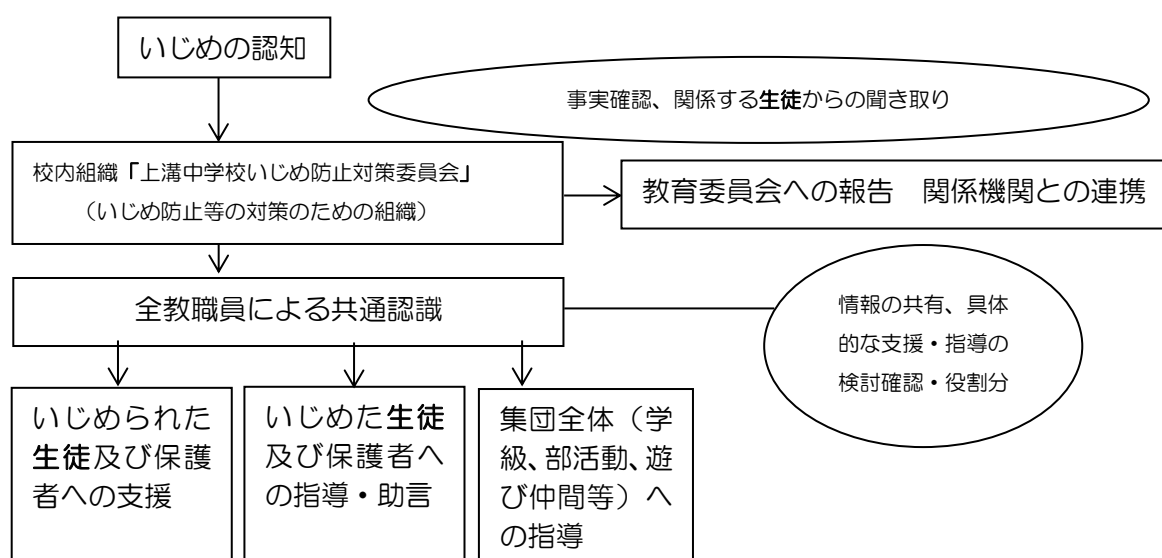 いじめの認知
事実確認、関係する生徒からの聞き取り
校内組織「上溝中学校いじめ防止対策委員会」
（いじめ防止等の対策のための組織）
教育委員会への報告　関係機関との連携
全教職員による共通認識
情報の共有、具体
的な支援・指導の
検討確認・役割分
いじめられた
生徒及び保護
者への支援
いじめた生徒
及び保護者へ
の指導・助言
集団全体（学
級、部活動、遊
び仲間等）へ
の指導